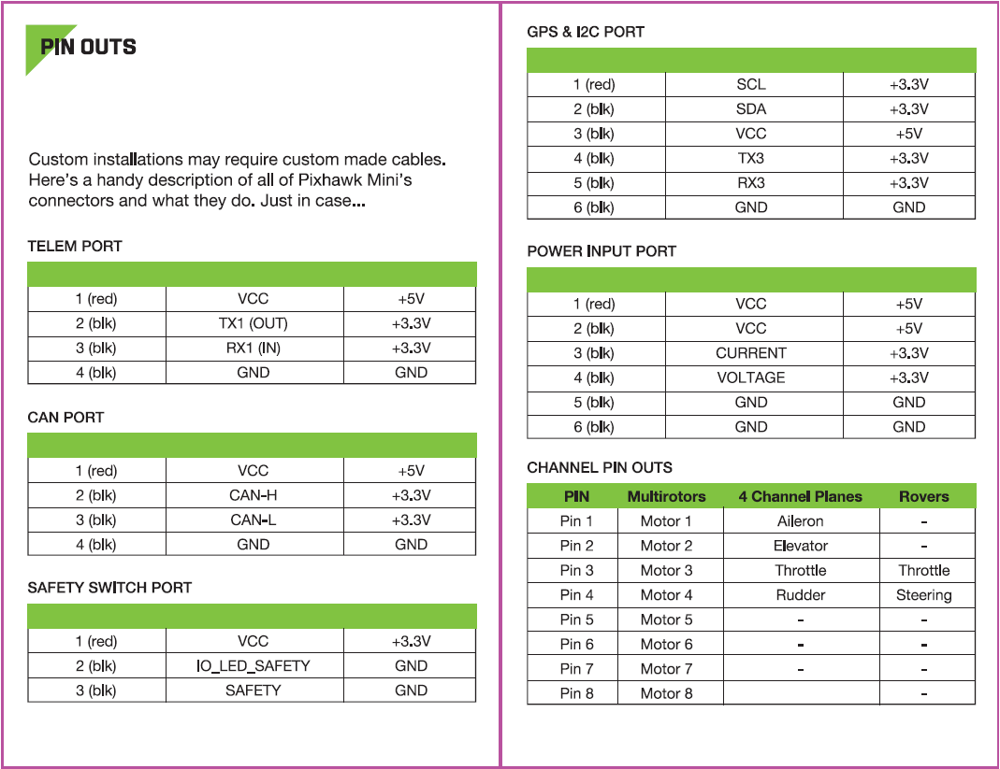 PIN OUTS
Custom installations may require custom made cables.
Here's a handy description of all of Pixhawk Mini's
connectors and what they do. Just in case...
TELEM PORT
1 (red) VCC +5V
2 (blk) TX1 (OUT) +3.3V
3 (blk) RX1 (IN) +3.3V
4 (blk) GND GND
CAN PORT
1 (red) VCC +5V
2 (blk) CAN-H +3.3V
3 (blk) CAN-L +3.3V
4 (blk) GND GND
SAFETY SWITCH PORT
1 (red) VCC +3.3V
2 (blk) IO_LED_SAFETY GND
3 (blk) SAFETY GND
GPS & I2C PORT
1 (red) SCL +3.3V
2 (blk) SDA +3.3V
3 (blk) VCC +5V
4 (blk) TX3 +3.3V
5 (blk) RX3 +3.3V
6 (blk) GND GND
POWER INPUT PORT
1 (red) VCC +5V
2 (blk) VCC +5V
3 (blk) CURRENT +3.3V
4 (blk) VOLTAGE +3.3V
5 (blk) GND GND
6 (blk) GND GND
CHANNEL PIN OUTS
PIN Multirotors 4 Channel Planes Rovers
Pin 1 Motor 1 Aileron -
Pin 2 Motor 2 Elevator -
Pin 3 Motor 3 Throttle Throttle
Pin 4 Motor 4 Rudder Steering
Pin 5 Motor 5 - -
Pin 6 Motor 6 - -
Pin 7 Motor 7 - -
Pin 8 Motor 8 -